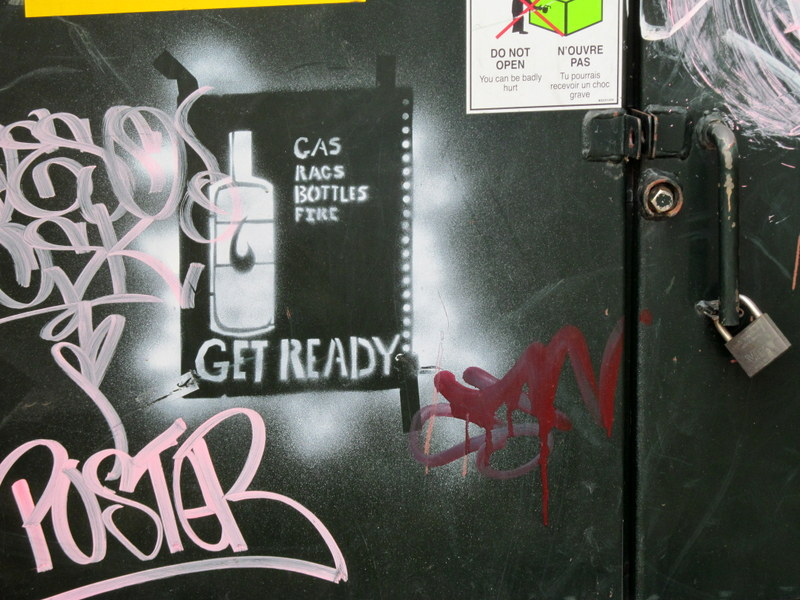 DO NOT
OPEN
You can be badly
hurt
N'OUVRE
PAS
Tu pourrais
recevoir un choc
grave
GAS
RAGS
BOTTLES
FIRE
GET READY
POSTER